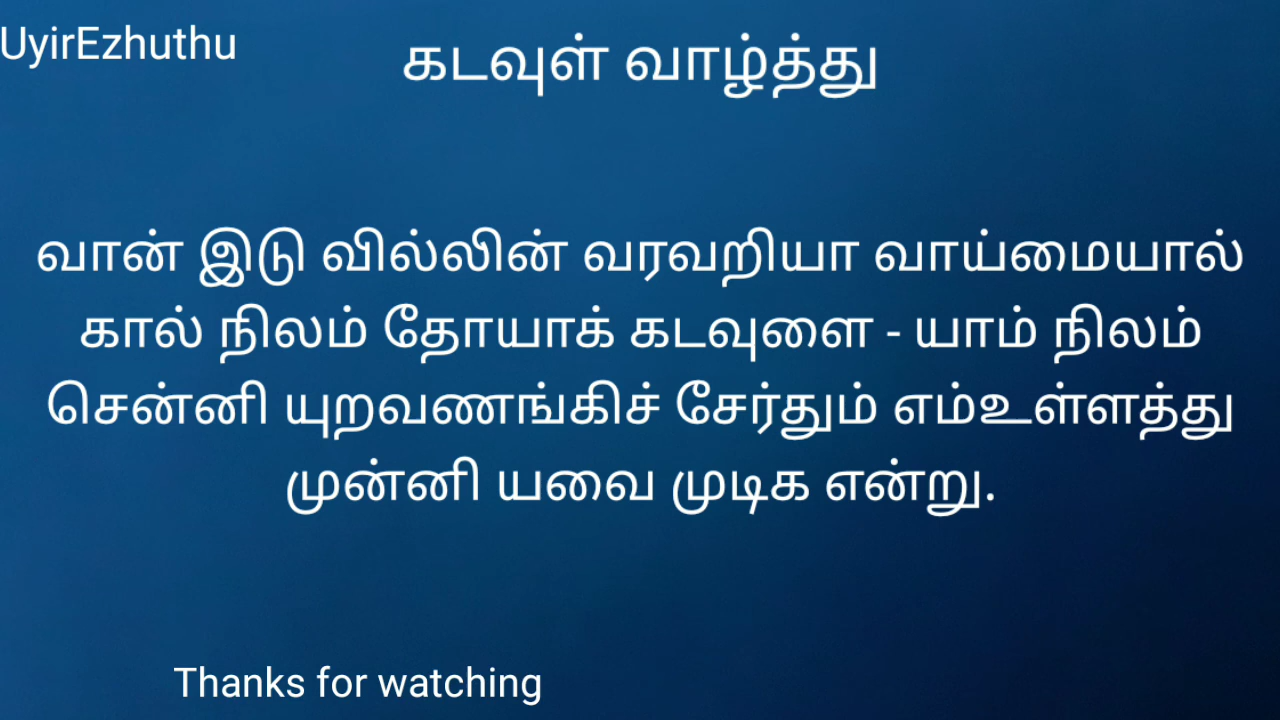 UyirEzhuthu
கடவுள் வாழ்த்து
வான் இடு வில்லின் வரவறியா வாய்மையால்
கால் நிலம் தோயாக் கடவுளை - யாம் நிலம்
சென்னி யுறவணங்கிச் சேர்தும் எம்உள்ளத்து
முன்னி யவை முடிக என்று.
Thanks for watching